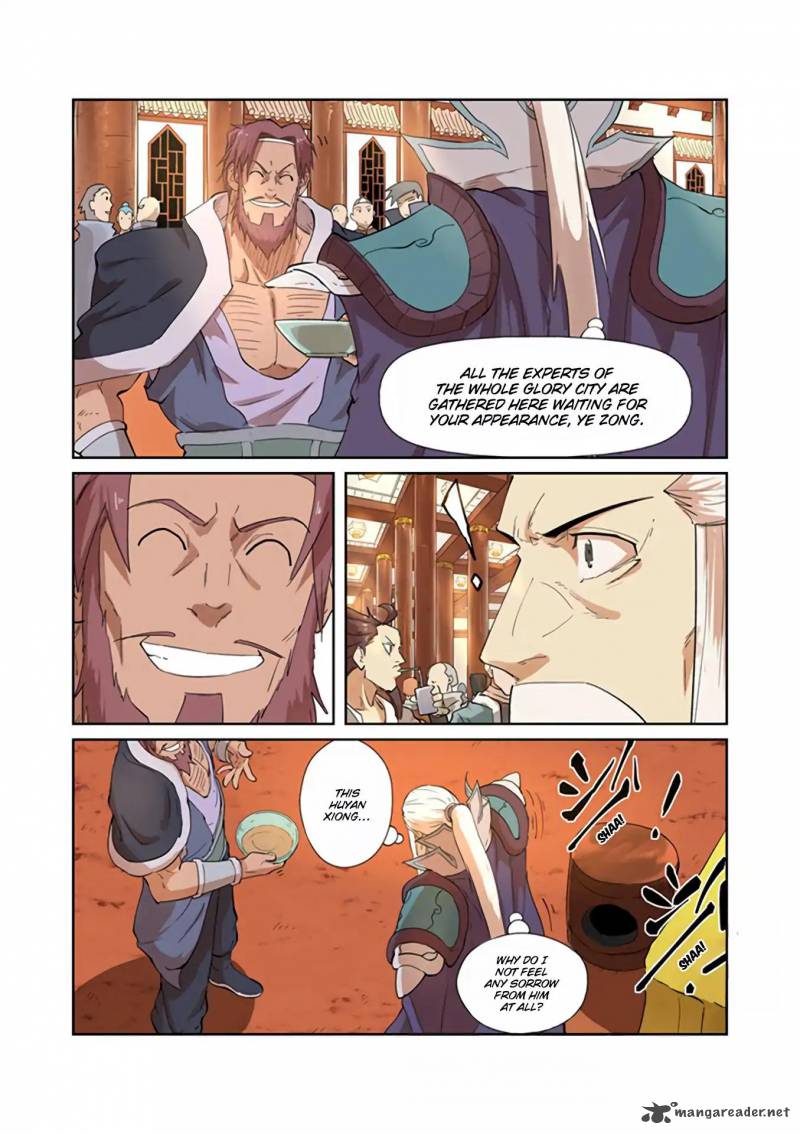 ALL THE EXPERTS OF
THE WHOLE GLORY CITY ARE
GATHERED HERE WAITING FOR
YOUR APPEARANCE, YE ZONG.
THIS
HUYAN
XIONG...
SHAA!
WHY DO I
NOT FEEL
ANY SORROW
FROM HIM
AT ALL?
SHAA!
mangareader.net